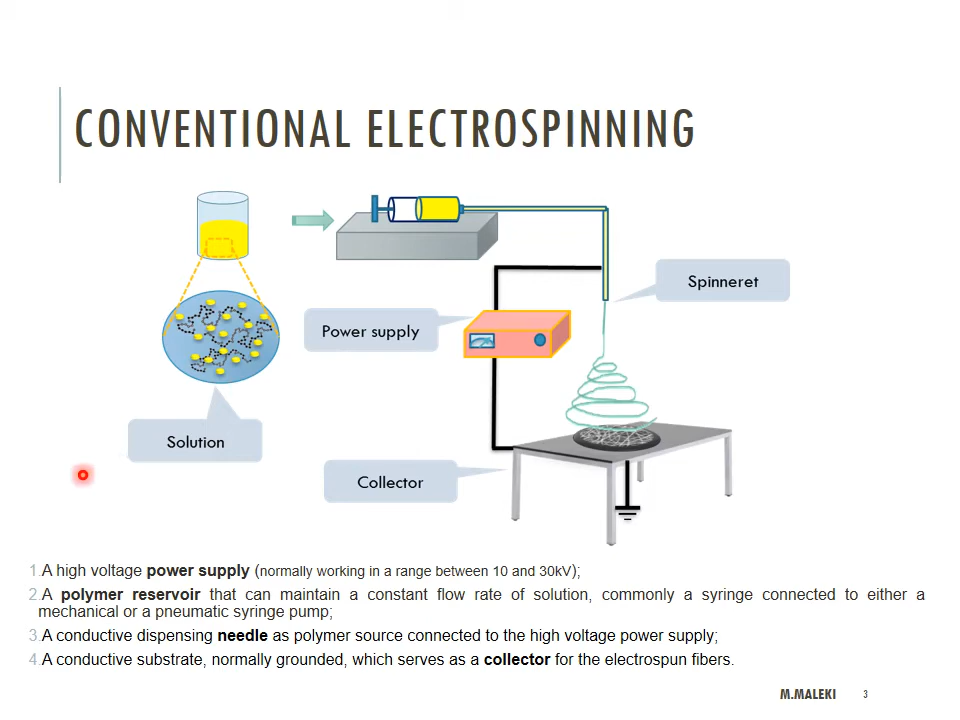 CONVENTIONAL ELECTROSPINNING
Spinneret
Power supply
Solution
Collector
1.A high voltage power supply (normally working in a range between 10 and 30kV);
2.A polymer reservoir that can maintain a constant flow rate of solution, commonly a syringe connected to either a
mechanical or a pneumatic syringe pump;
3.A conductive dispensing needle as polymer source connected to the high voltage power supply;
4.A conductive substrate, normally grounded, which serves as a collector for the electrospun fibers.
M.MALEKI 3